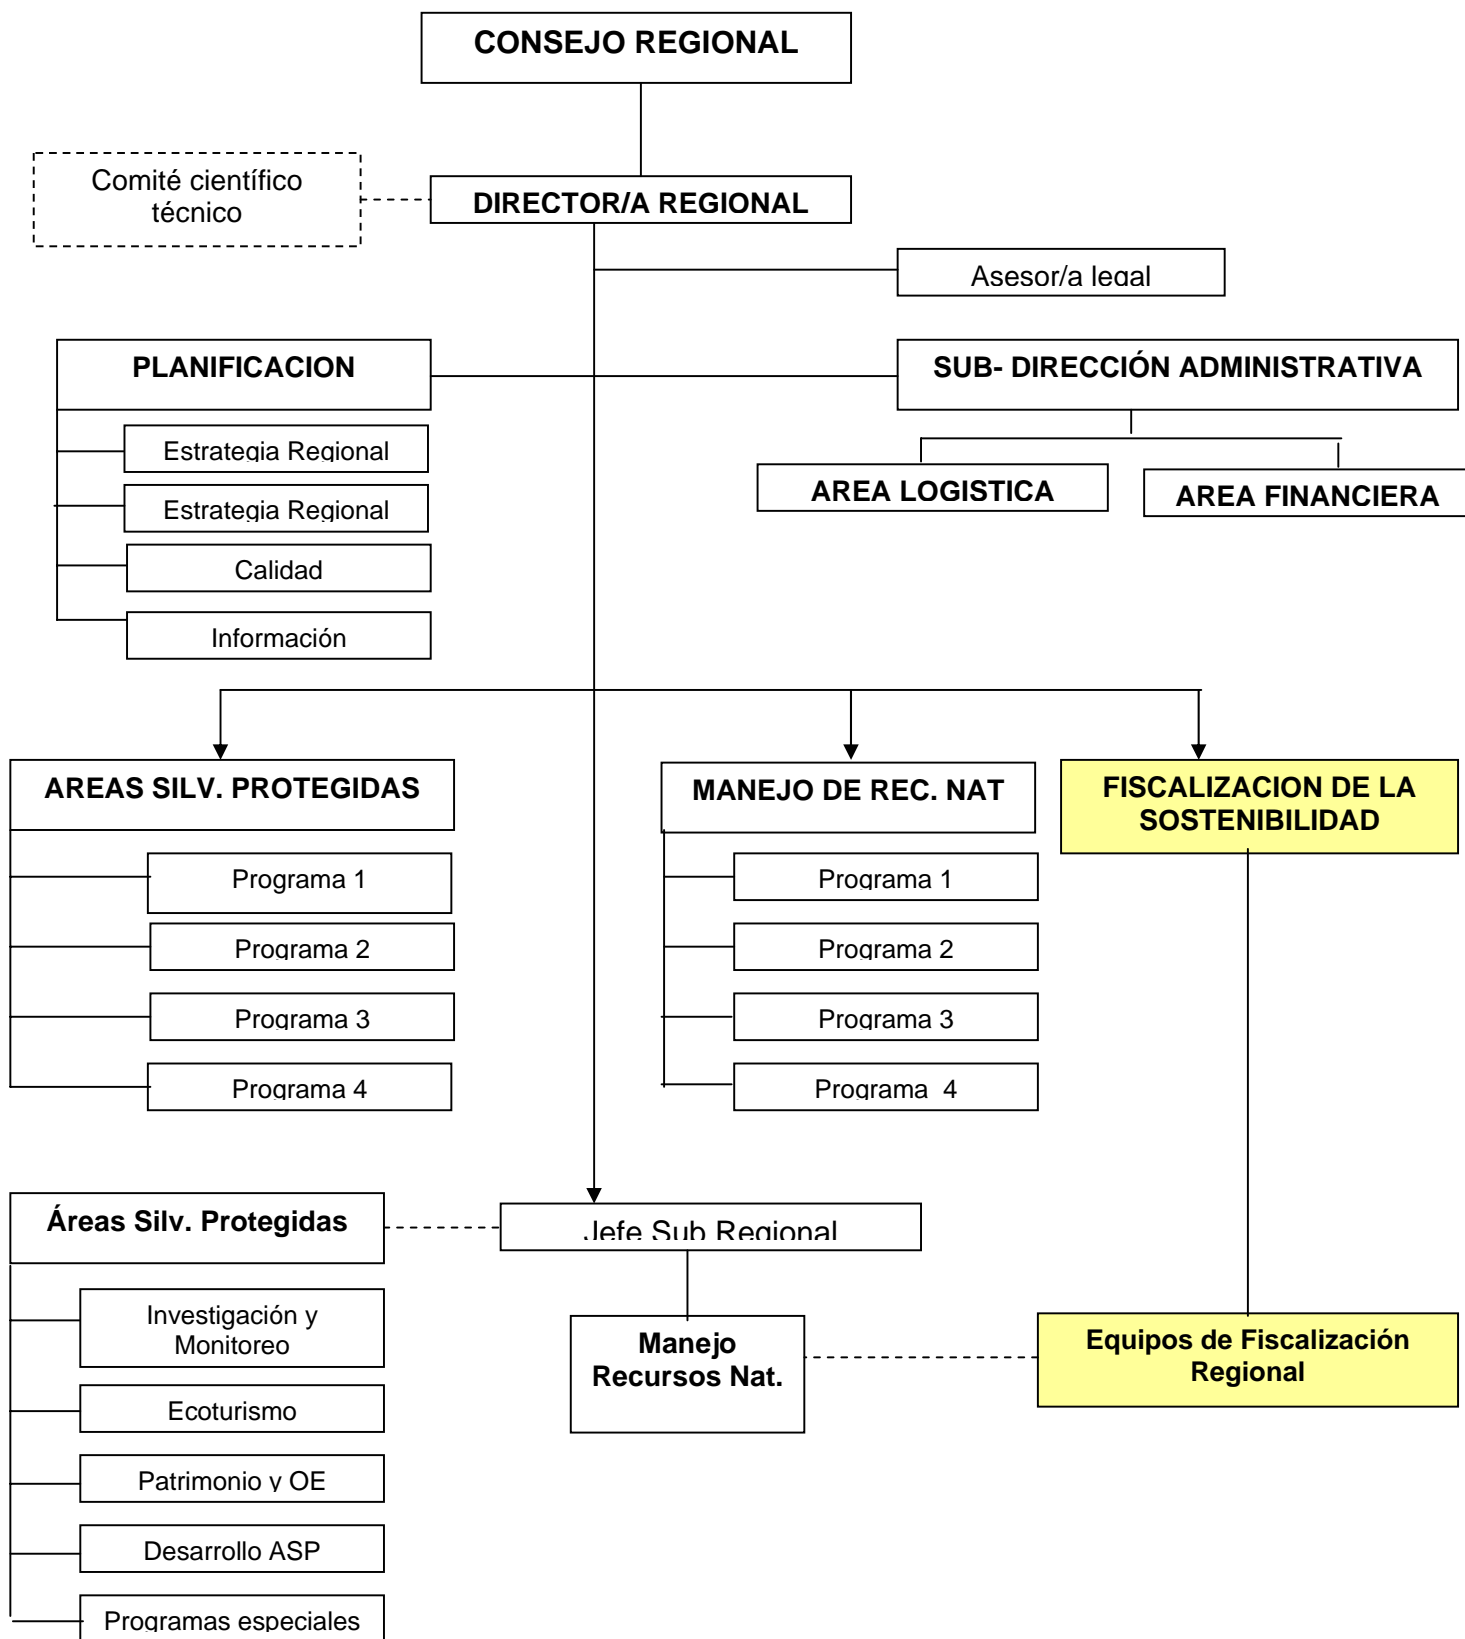 CONSEJO REGIONAL
Comité científico
técnico
DIRECTOR/A REGIONAL
Asesor/a legal
PLANIFICACION
SUB- DIRECCIÓN ADMINISTRATIVA
Estrategia Regional
Estrategia Regional
Calidad
Información
AREA LOGISTICA
AREA FINANCIERA
AREAS SILV. PROTEGIDAS
MANEJO DE REC. NAT
FISCALIZACION DE LA
SOSTENIBILIDAD
Programa 1
Programa 2
Programa 3
Programa 4
Programa 1
Programa 2
Programa 3
Programa 4
Áreas Silv. Protegidas
Jefe Sub Regional
Investigación y
Monitoreo
Ecoturismo
Patrimonio y OE
Desarrollo ASP
Programas especiales
Manejo
Recursos Nat.
Equipos de Fiscalización
Regional